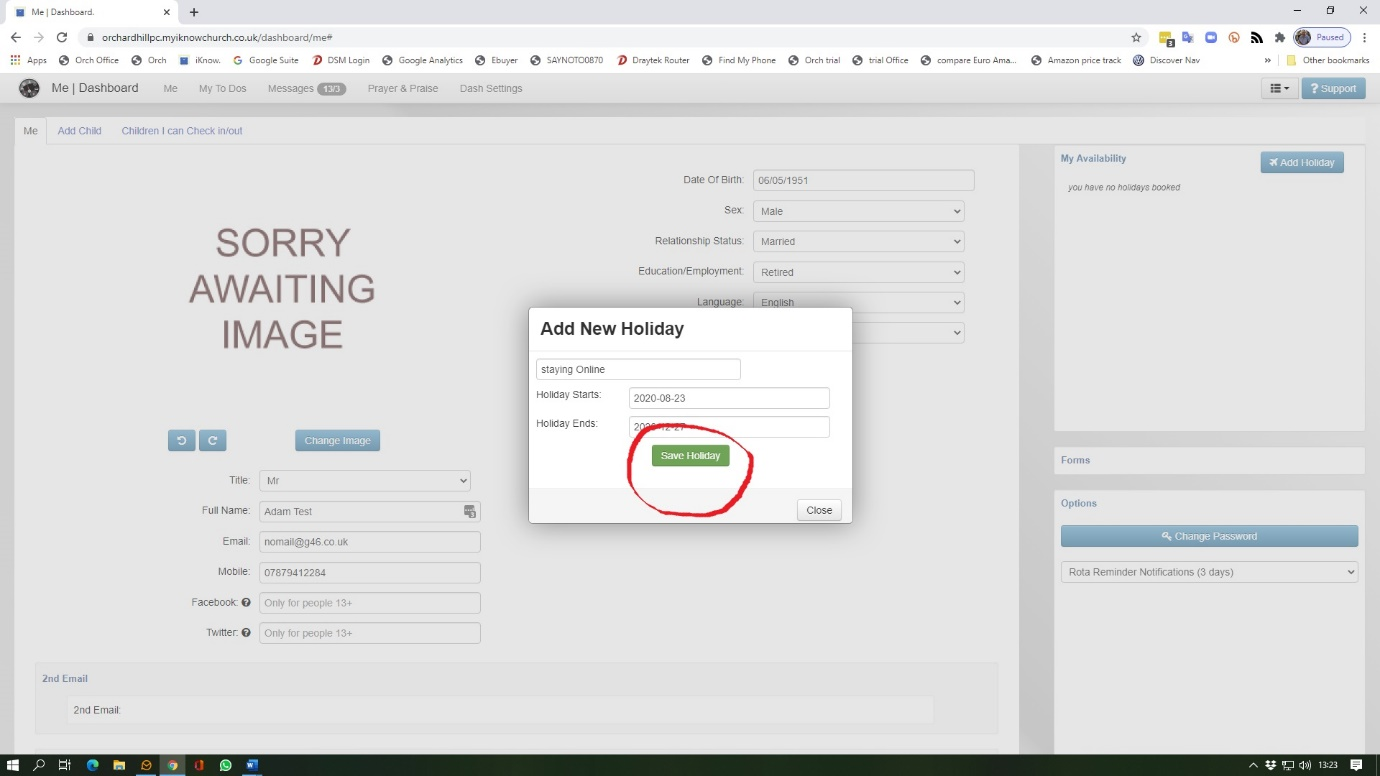 Me | Dashboard.
orchardhillpc.myiknowchurch.co.uk/dashboard/me#
3
Paused
Apps Orch Office Orch iKnow. Google Suite DSM Login Google Analytics Ebuyer SAYNOTO0870 Draytek Router Find My Phone Orch trial trial Office compare Euro Ama... Amazon price track Discover Nav » Other bookmarks
Me | Dashboard Me My To Dos Messages 13/3 Prayer & Praise Dash Settings ? Support
Me Add Child Children I can Check in/out
My Availability Add Holiday
you have no holidays booked
SORRY
AWAITING
IMAGE
Date Of Birth: 06/05/1951
Sex: Male
Relationship Status: Married
Education/Employment: Retired
Language: English
Add New Holiday
staying Online
Holiday Starts: 2020-08-23
Holiday Ends:
Save Holiday
Close
Change Image
Title: Mr
Full Name: Adam Test
Email: nomail@g46.co.uk
Mobile: 07879412284
Facebook: Only for people 13+
Twitter: Only for people 13+
2nd Email
2nd Email:
Forms
Options
Change Password
Rota Reminder Notifications (3 days)
13:23